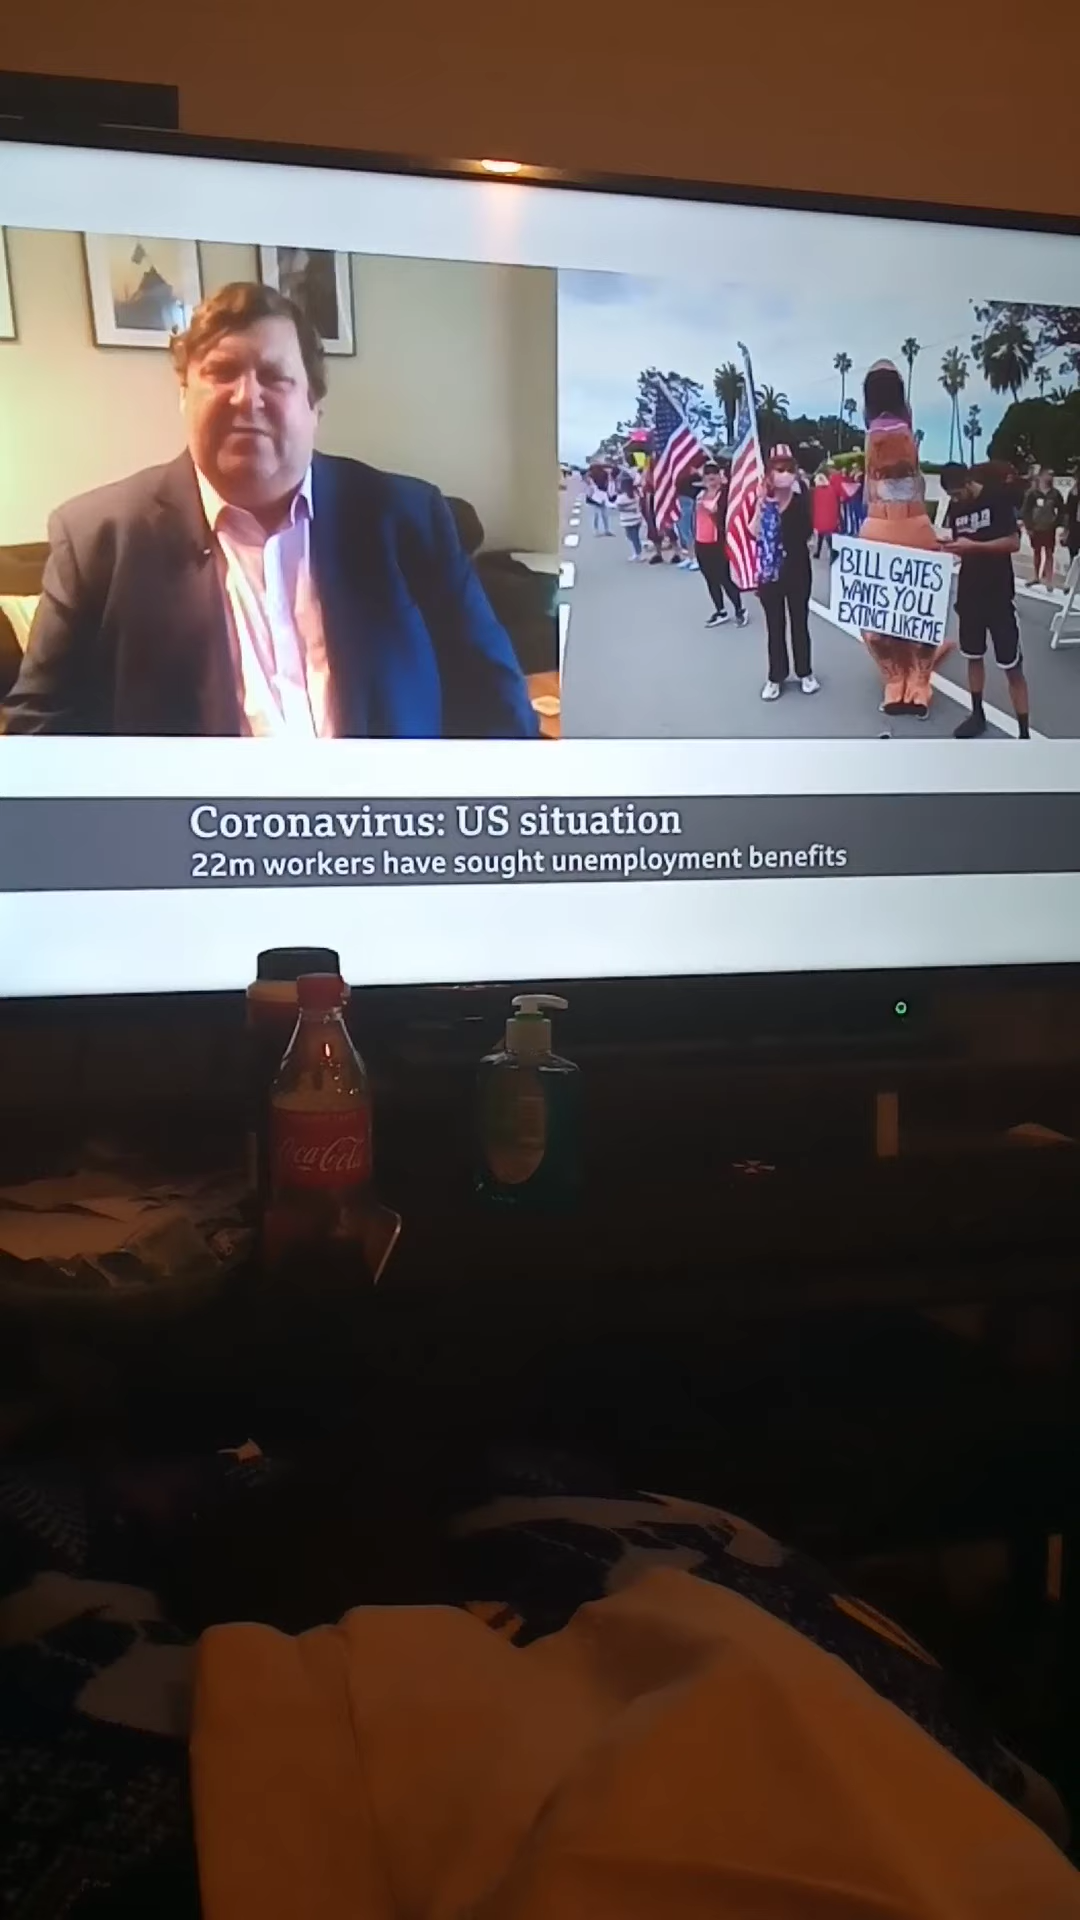 BILL GATES
WANTS YOU
EXTINCT LIKE ME
Coronavirus: US situation
22m workers have sought unemployment benefits
Coca-Cola